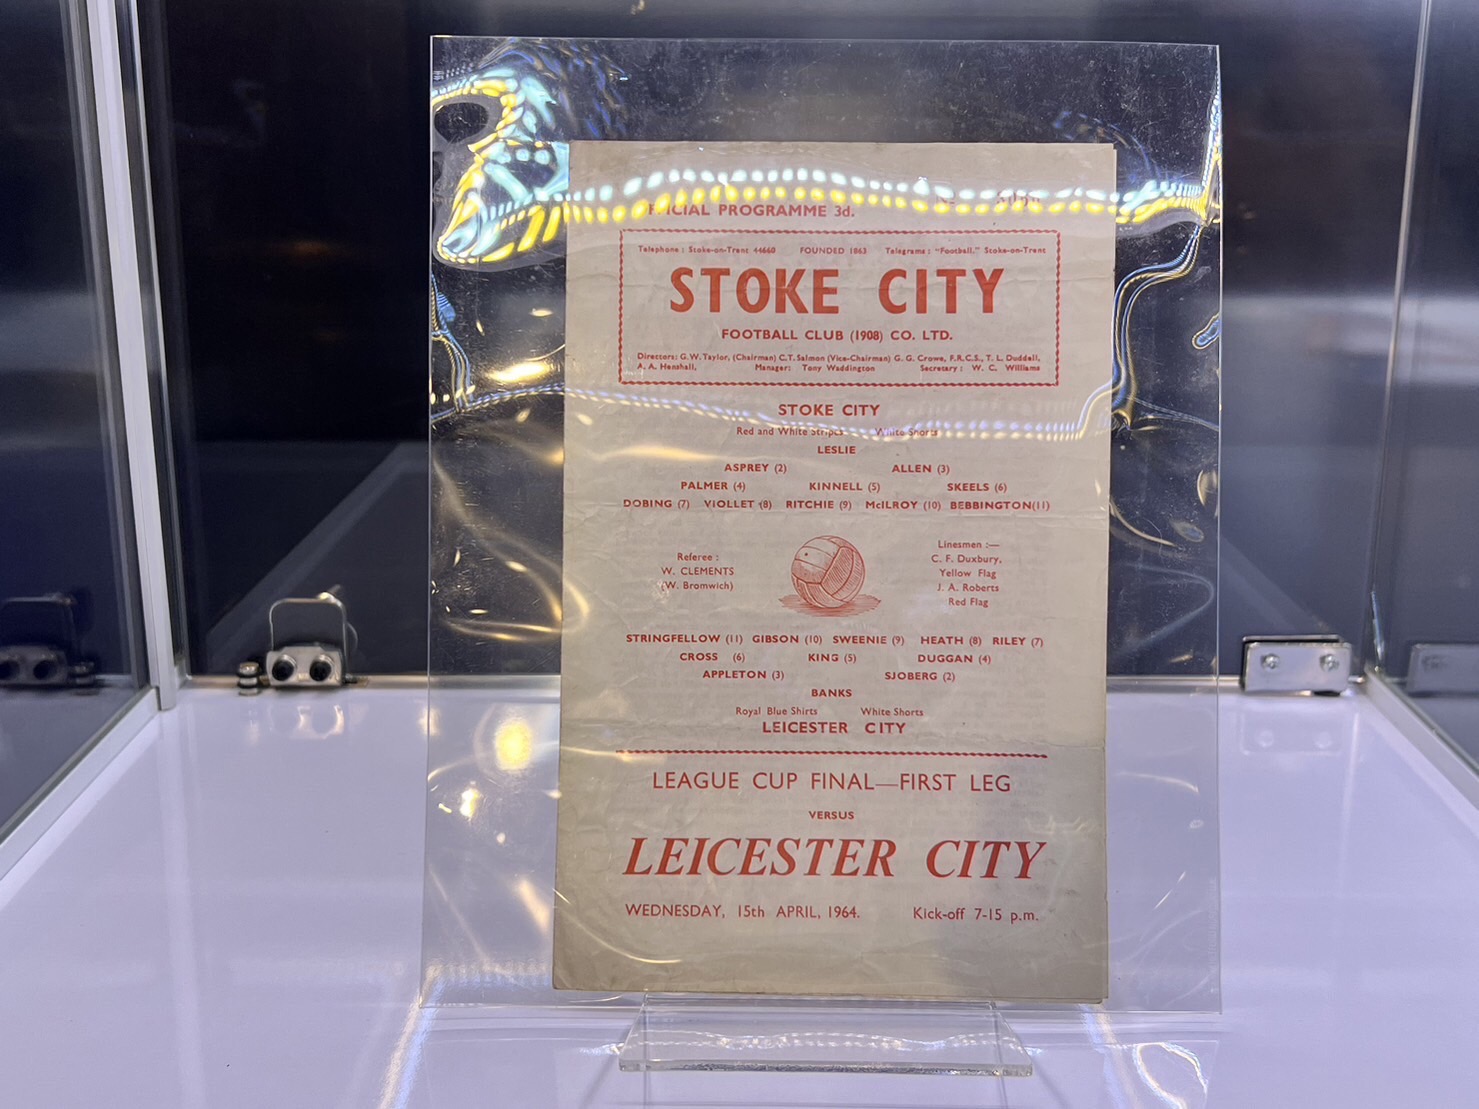 OFFICIAL PROGRAMME 3d.
Telephone : Stoke-on-Trent 44660 FOUNDED 1863 Telegrams : "Football," Stoke-on-Trent
STOKE CITY
FOOTBALL CLUB (1908) CO. LTD.
Directors: G. W. Taylor, (Chairman) C.T. Salmon (Vice-Chairman) G. G. Crowe, F.R.C.S., T. L. Duddell,
A. A. Henshall, Manager: Tony Waddington Secretary : W. C. Williams
STOKE CITY
Red and White Stripes White Shorts
LESLIE
ASPREY (2) ALLEN (3)
PALMER (4) KINNELL (5) SKEELS (6)
DOBING (7) VIOLLET (8) RITCHIE (9) McILROY (10) BEBBINGTON(11)
Referee :
W. CLEMENTS
(W. Bromwich)
Linesmen :—
C. F. Duxbury,
Yellow Flag
J. A. Roberts
Red Flag
STRINGFELLOW (11) GIBSON (10) SWEENIE (9) HEATH (8) RILEY (7)
CROSS (6) KING (5) DUGGAN (4)
APPLETON (3) SJOBERG (2)
BANKS
Royal Blue Shirts White Shorts
LEICESTER CITY
LEAGUE CUP FINAL—FIRST LEG
VERSUS
LEICESTER CITY
WEDNESDAY, 15th APRIL, 1964. Kick-off 7-15 p.m.